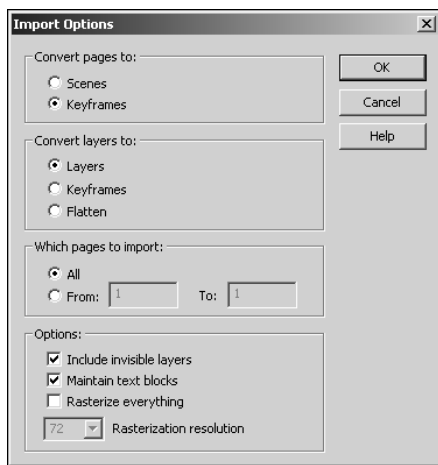 Import Options
Convert pages to:
Scenes
Keyframes
Convert layers to:
Layers
Keyframes
Flatten
Which pages to import:
All
From: 1 To: 1
Options:
Include invisible layers
Maintain text blocks
Rasterize everything
72 Rasterization resolution
OK
Cancel
Help